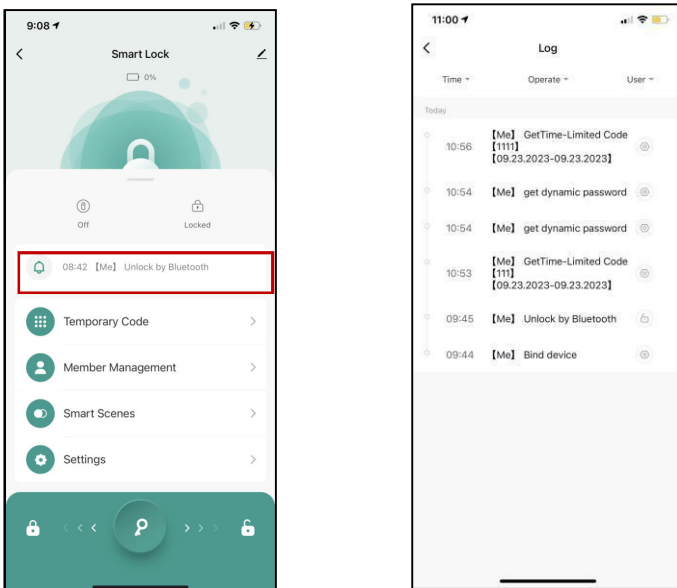 9:08
Smart Lock
0%
Off
Locked
08:42 【Me】 Unlock by Bluetooth
Temporary Code
Member Management
Smart Scenes
Settings
11:00
Log
Time
Operate
User
Today
10:56
【Me】 GetTime-Limited Code
【1111】
【09.23.2023-09.23.2023】
10:54 【Me】 get dynamic password
10:54 【Me】 get dynamic password
10:53
【Me】 GetTime-Limited Code
【111】
【09.23.2023-09.23.2023】
09:45 【Me】 Unlock by Bluetooth
09:44 【Me】 Bind device